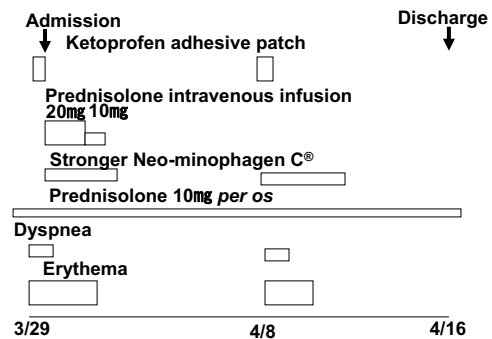 Admission
Discharge
Ketoprofen adhesive patch
Prednisolone intravenous infusion
20mg 10mg
Stronger Neo-minophagen C®
Prednisolone 10mg per os
Dyspnea
Erythema
3/29
4/8
4/16